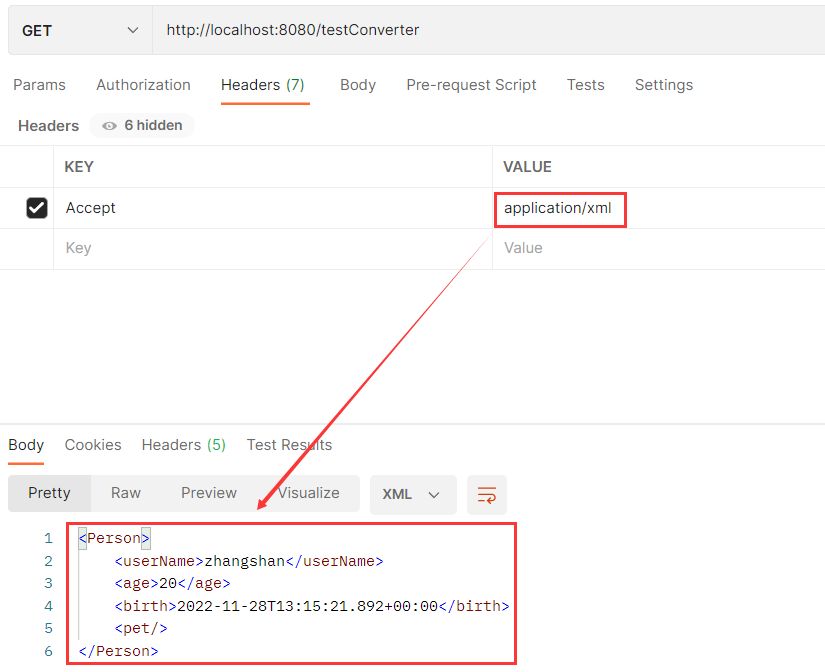 GET http://localhost:8080/testConverter
Params Authorization Headers (7) Body Pre-request Script Tests Settings
Headers 6 hidden
KEY VALUE
Accept application/xml
Key Value
Body Cookies Headers (5) Test Results
Pretty Raw Preview Visualize XML
1 <Person>
2 <userName>zhangshan</userName>
3 <age>20</age>
4 <birth>2022-11-28T13:15:21.892+00:00</birth>
5 <pet/>
6 </Person>